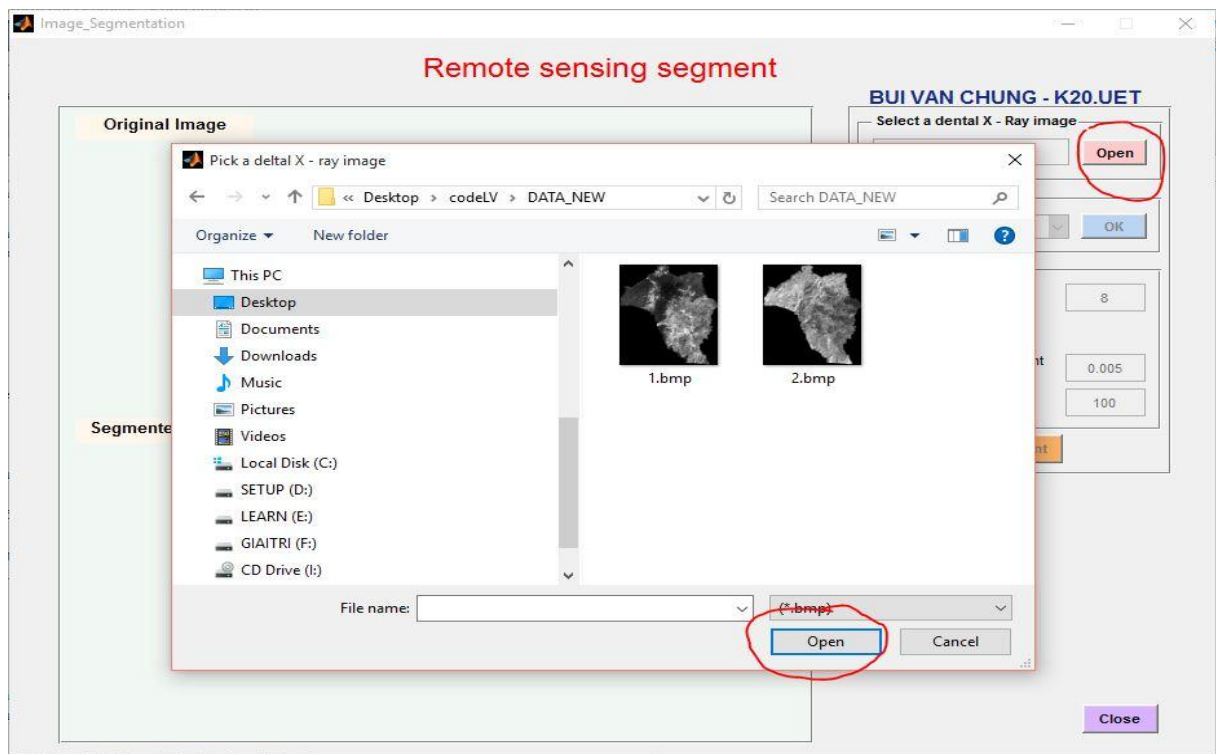 Image_Segmentation
Remote sensing segment
BUI VAN CHUNG - K20.UET
Original Image
Select a dental X - Ray image
Open
Pick a deltal X - ray image
« Desktop › codeLV › DATA_NEW
Search DATA_NEW
OK
Organize
New folder
This PC
Desktop
8
Documents
Downloads
nt
0.005
Music
1.bmp
2.bmp
Pictures
100
Segmente
Videos
nt
Local Disk (C:)
SETUP (D:)
LEARN (E:)
GIAITRI (F:)
CD Drive (I:)
File name:
(*.bmp)
Open
Cancel
Close